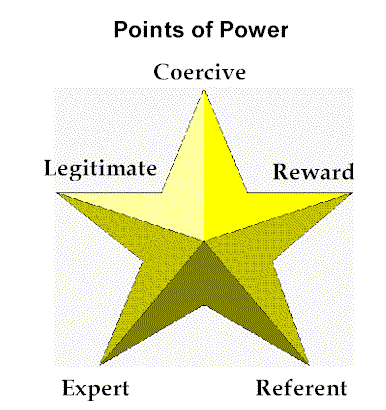 Points of Power
Coercive
Legitimate
Reward
Expert
Referent